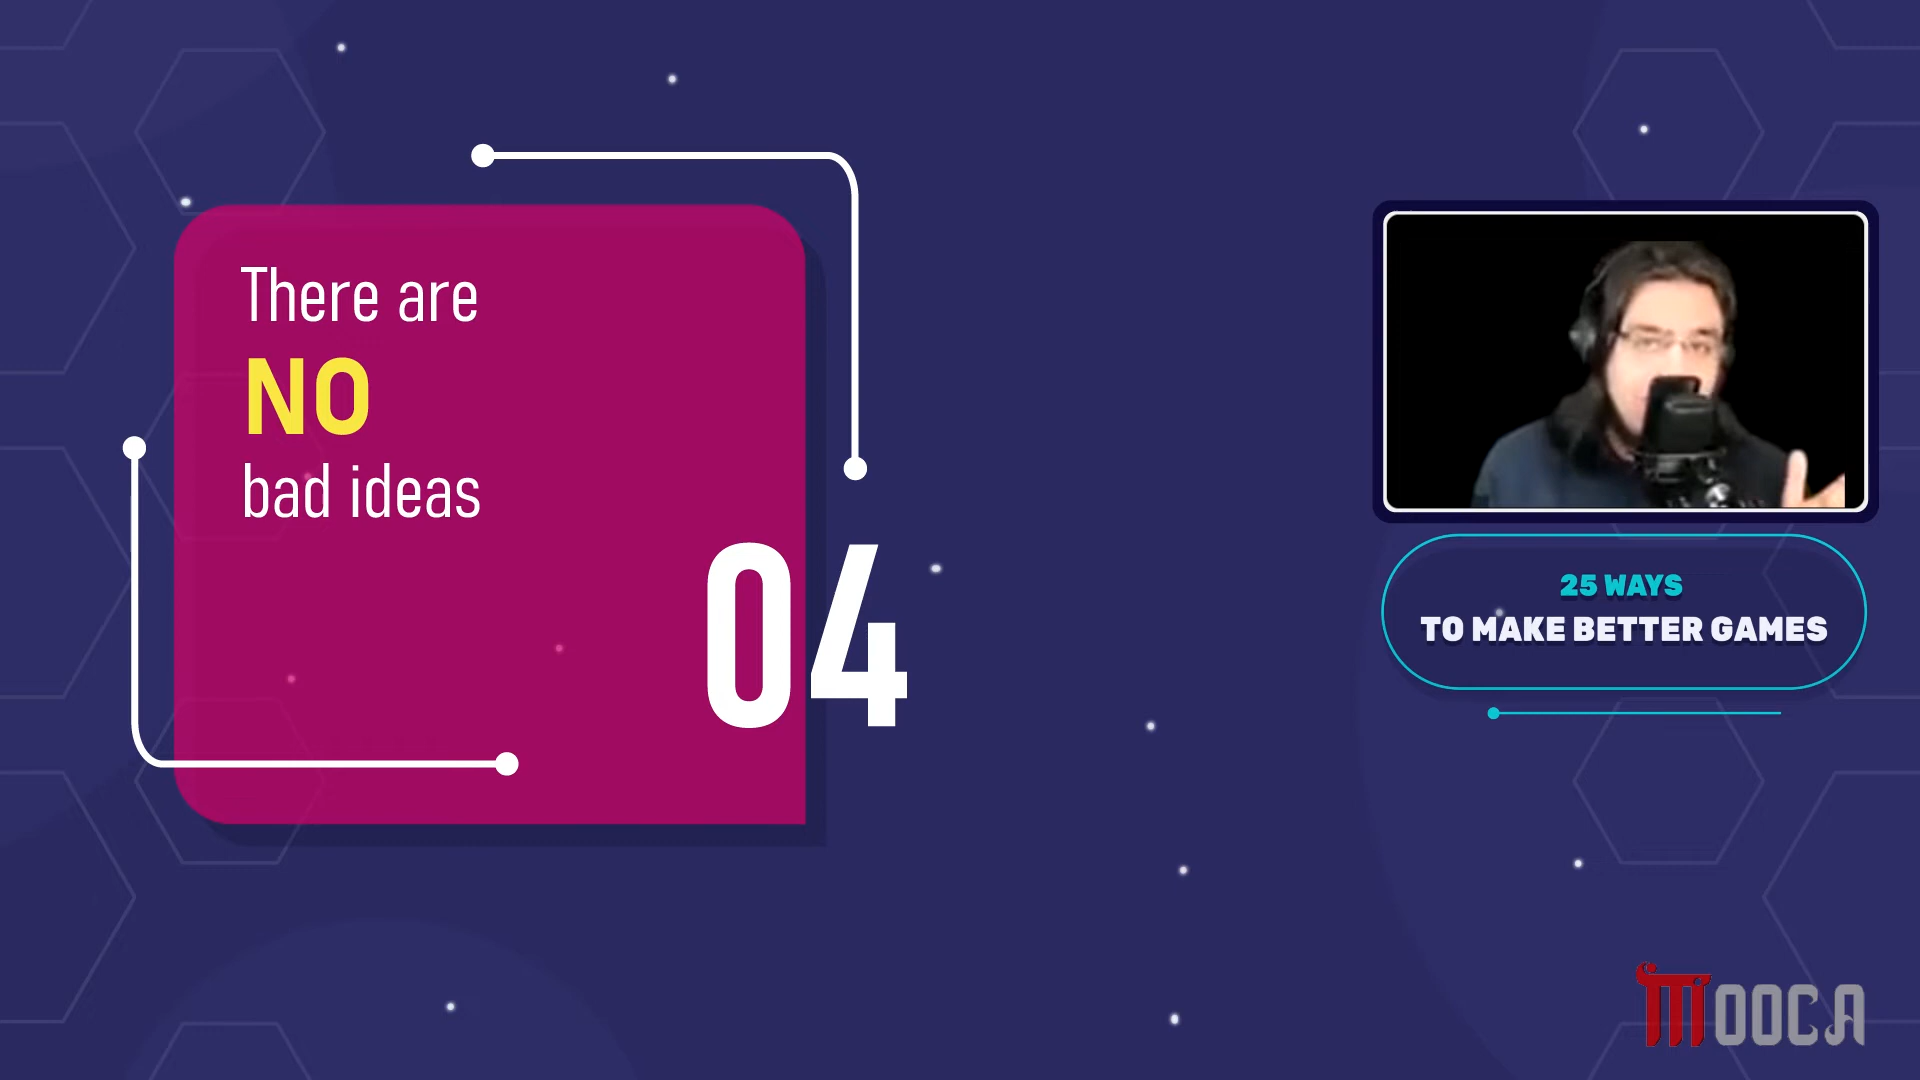 There are
NO
bad ideas
04
25 WAYS
TO MAKE BETTER GAMES
MOOCA